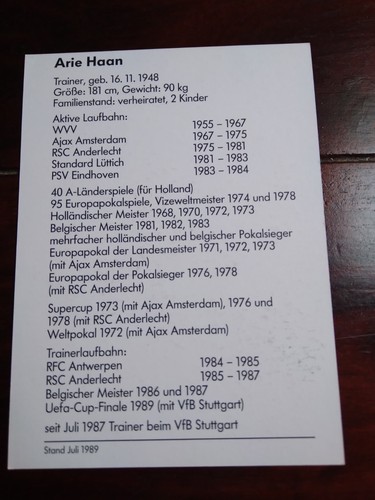 Arie Haan
Trainer, geb. 16. 11. 1948
Größe: 181 cm, Gewicht: 90 kg
Familienstand: verheiratet, 2 Kinder
Aktive Laufbahn:
WVV 1955 – 1967
Ajax Amsterdam 1967 – 1975
RSC Anderlecht 1975 – 1981
Standard Lüttich 1981 – 1983
PSV Eindhoven 1983 – 1984
40 A-Länderspiele (für Holland)
95 Europapokalspiele, Vizeweltmeister 1974 und 1978
Holländischer Meister 1968, 1970, 1972, 1973
Belgischer Meister 1981, 1982, 1983
mehrfacher holländischer und belgischer Pokalsieger
Europapokal der Landesmeister 1971, 1972, 1973
(mit Ajax Amsterdam)
Europapokal der Pokalsieger 1976, 1978
(mit RSC Anderlecht)
Supercup 1973 (mit Ajax Amsterdam), 1976 und
1978 (mit RSC Anderlecht)
Weltpokal 1972 (mit Ajax Amsterdam)
Trainerlaufbahn:
RFC Antwerpen 1984 – 1985
RSC Anderlecht 1985 – 1987
Belgischer Meister 1986 und 1987
Uefa-Cup-Finale 1989 (mit VfB Stuttgart)
seit Juli 1987 Trainer beim VfB Stuttgart
Stand Juli 1989